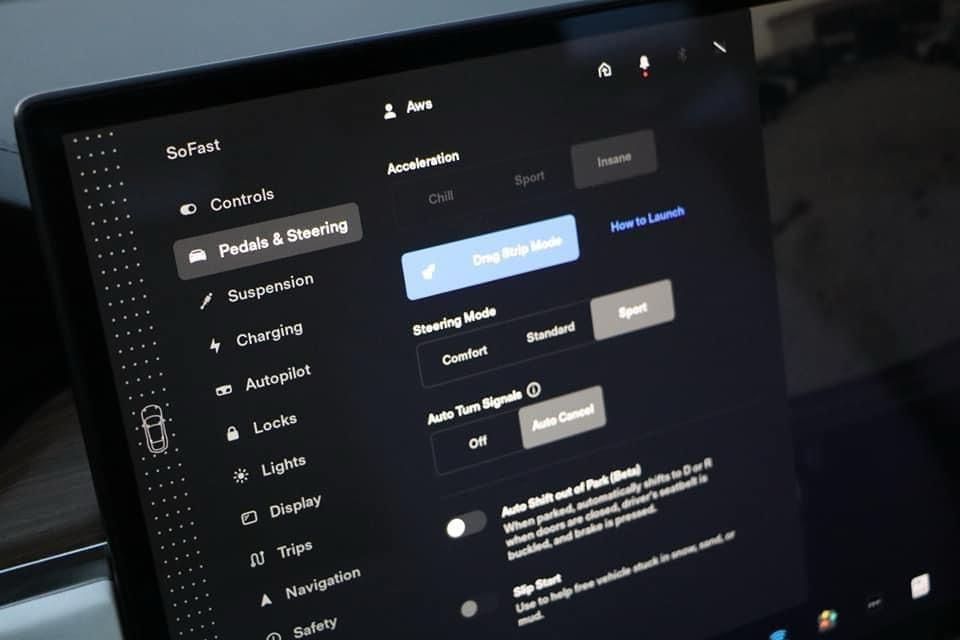 Aws
SoFast
Controls
Pedals & Steering
Suspension
Charging
Autopilot
Locks
Lights
Display
Trips
Navigation
Safety
Acceleration
Chill Sport Insane
Drag Strip Mode How to Launch
Steering Mode
Comfort Standard Sport
Auto Turn Signals
Off Auto Cancel
Auto Shift out of Park (Beta)
When parked, automatically shifts to D or R
when doors are closed, driver's seatbelt is
buckled, and brake is pressed.
Slip Start
Use to help free vehicle stuck in snow, sand, or
mud.